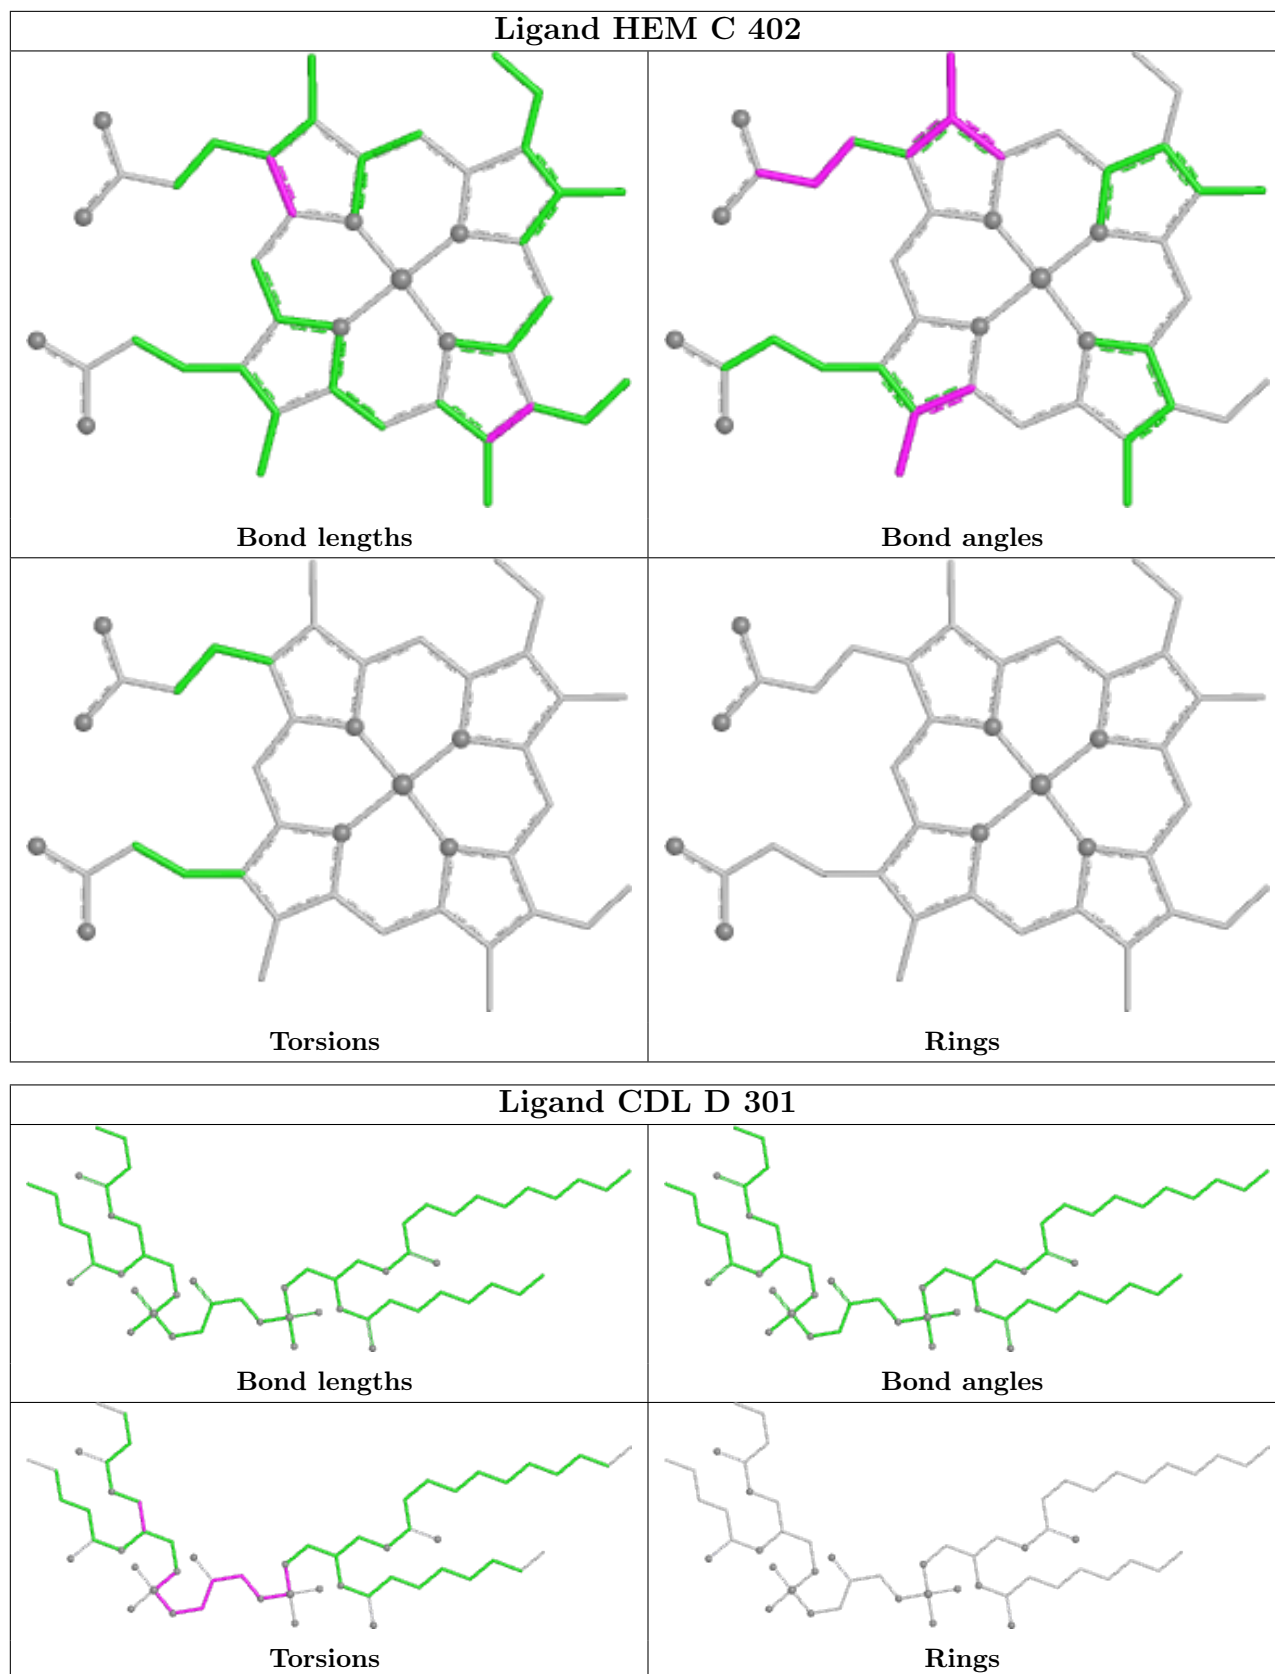 Ligand HEM C 402
Bond lengths
Bond angles
Torsions
Rings
Ligand CDL D 301
Bond lengths
Bond angles
Torsions
Rings